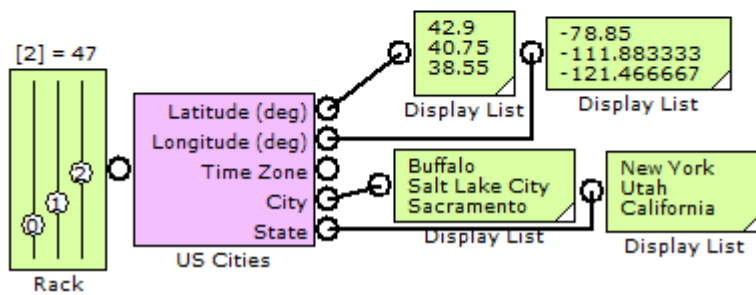 [2] = 47
0
1
2
Rack
Latitude (deg)
Longitude (deg)
Time Zone
City
State
US Cities
42.9
40.75
38.55
Display List
-78.85
-111.883333
-121.466667
Display List
Buffalo
Salt Lake City
Sacramento
Display List
New York
Utah
California
Display List